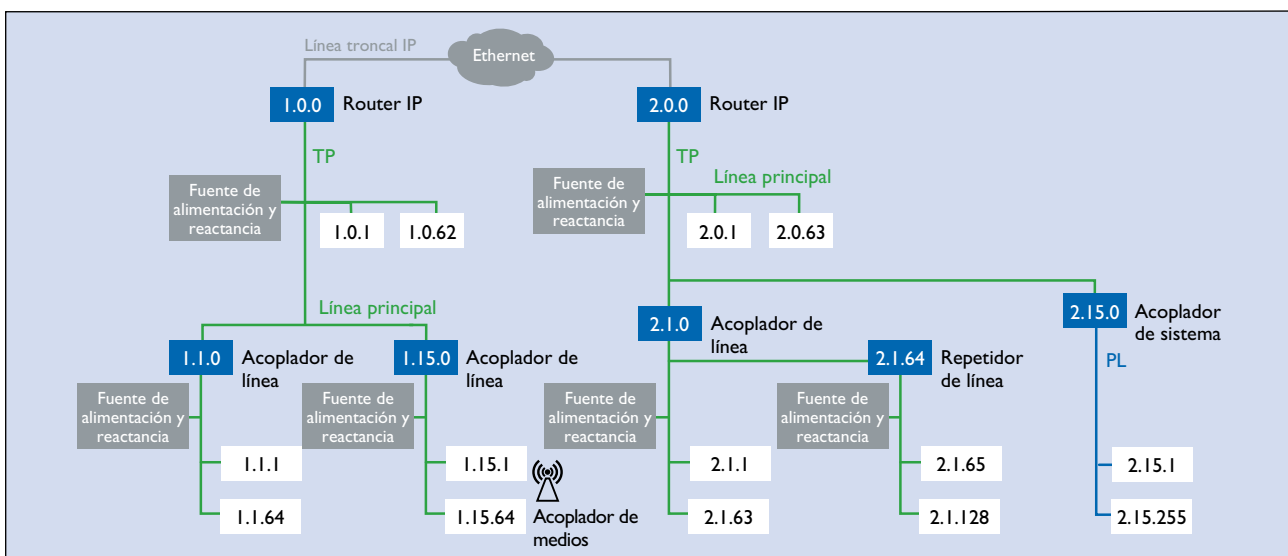 Línea troncal IP
Ethernet
1.0.0
Router IP
2.0.0
Router IP
TP
TP
Fuente de
alimentación y
reactancia
1.0.1
1.0.62
Fuente de
alimentación y
reactancia
Línea principal
2.0.1
2.0.63
Línea principal
1.1.0
Acoplador de
línea
1.15.0
Acoplador de
línea
2.1.0
Acoplador de
línea
2.1.64
Repetidor
de línea
2.15.0
Acoplador
de sistema
PL
Fuente de
alimentación y
reactancia
Fuente de
alimentación y
reactancia
Fuente de
alimentación y
reactancia
Fuente de
alimentación y
reactancia
1.1.1
1.15.1
2.1.1
2.1.65
2.15.1
1.1.64
1.15.64
Acoplador de
medios
2.1.63
2.1.128
2.15.255